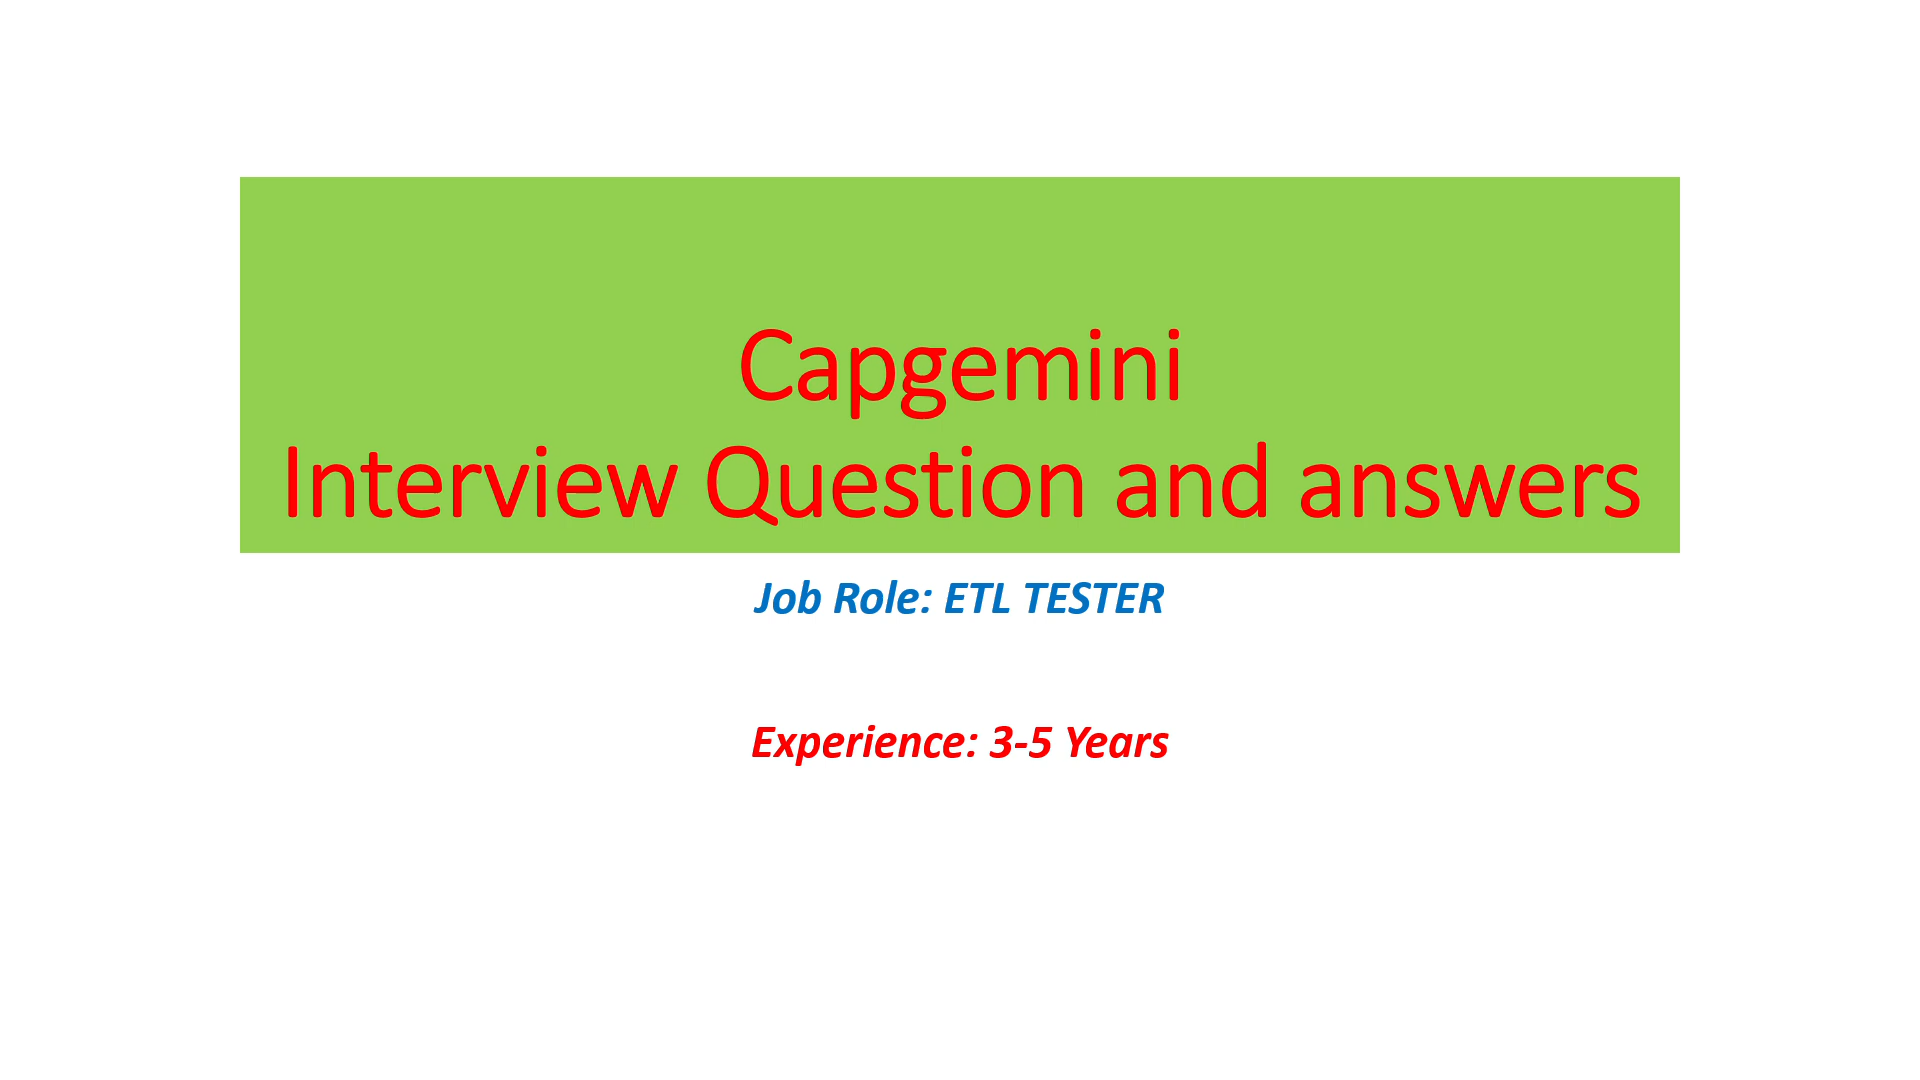 Capgemini
Interview Question and answers
Job Role: ETL TESTER
Experience: 3-5 Years